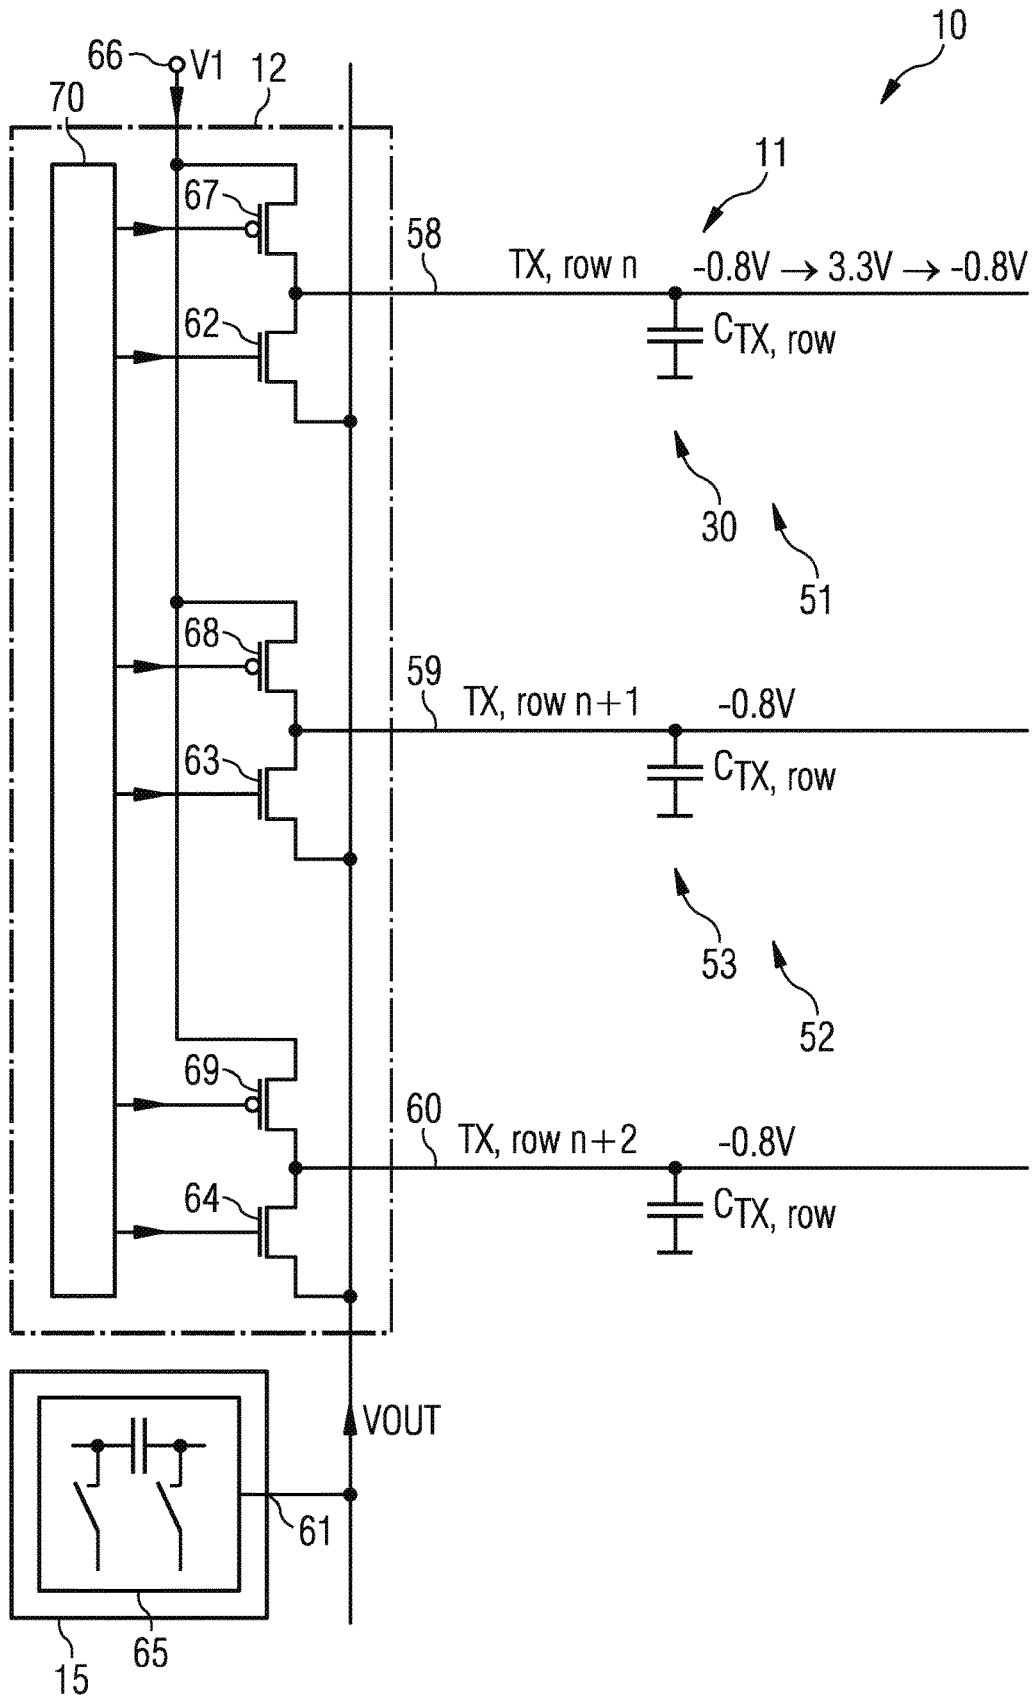 10
66 V1
12
70
11
67
58
TX, row n
-0.8V → 3.3V → -0.8V
62
CTX, row
30
51
68
59
TX, row n+1
-0.8V
63
CTX, row
53
52
69
60
TX, row n+2
-0.8V
64
CTX, row
VOUT
61
65
15